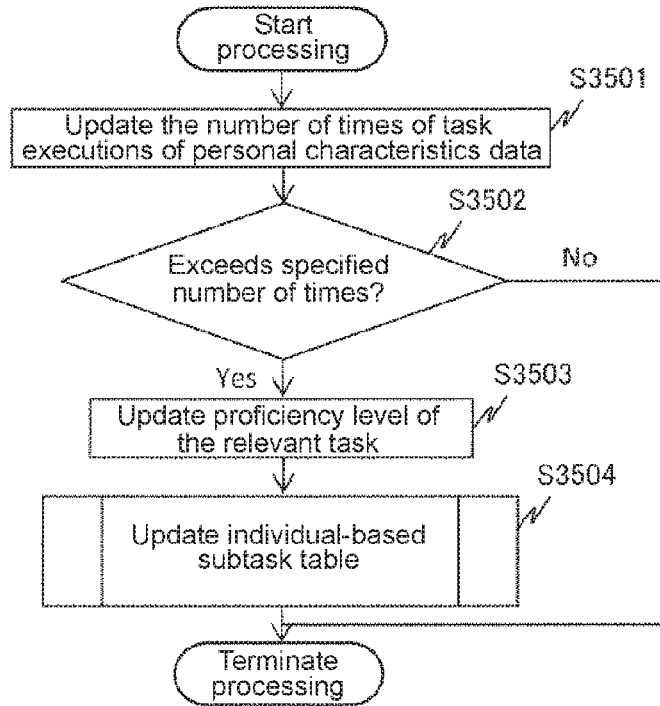 Start
processing
S3501
Update the number of times of task
executions of personal characteristics data
S3502
Exceeds specified
number of times?
No
Yes
S3503
Update proficiency level of
the relevant task
S3504
Update individual-based
subtask table
Terminate
processing